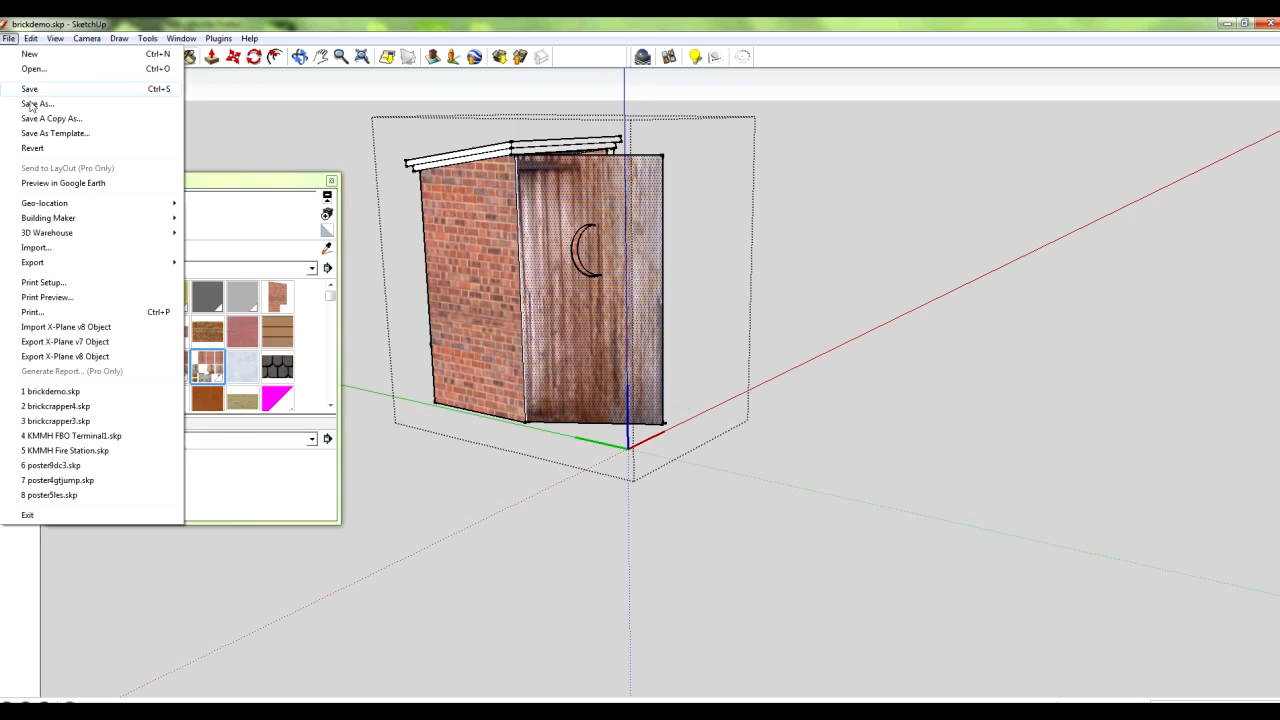 brickdemo.skp - SketchUp
File Edit View Camera Draw Tools Window Plugins Help
New Ctrl+N
Open... Ctrl+O
Save Ctrl+S
Save As...
Save A Copy As...
Save As Template...
Revert
Send to LayOut (Pro Only)
Preview in Google Earth
Geo-location
Building Maker
3D Warehouse
Import...
Export
Print Setup...
Print Preview...
Print... Ctrl+P
Import X-Plane v8 Object
Export X-Plane v7 Object
Export X-Plane v8 Object
Generate Report... (Pro Only)
1 brickdemo.skp
2 brickcrapper4.skp
3 brickcrapper3.skp
4 KMMH FBO Terminal1.skp
5 KMMH Fire Station.skp
6 poster9dc3.skp
7 poster4gtjump.skp
8 poster5les.skp
Exit